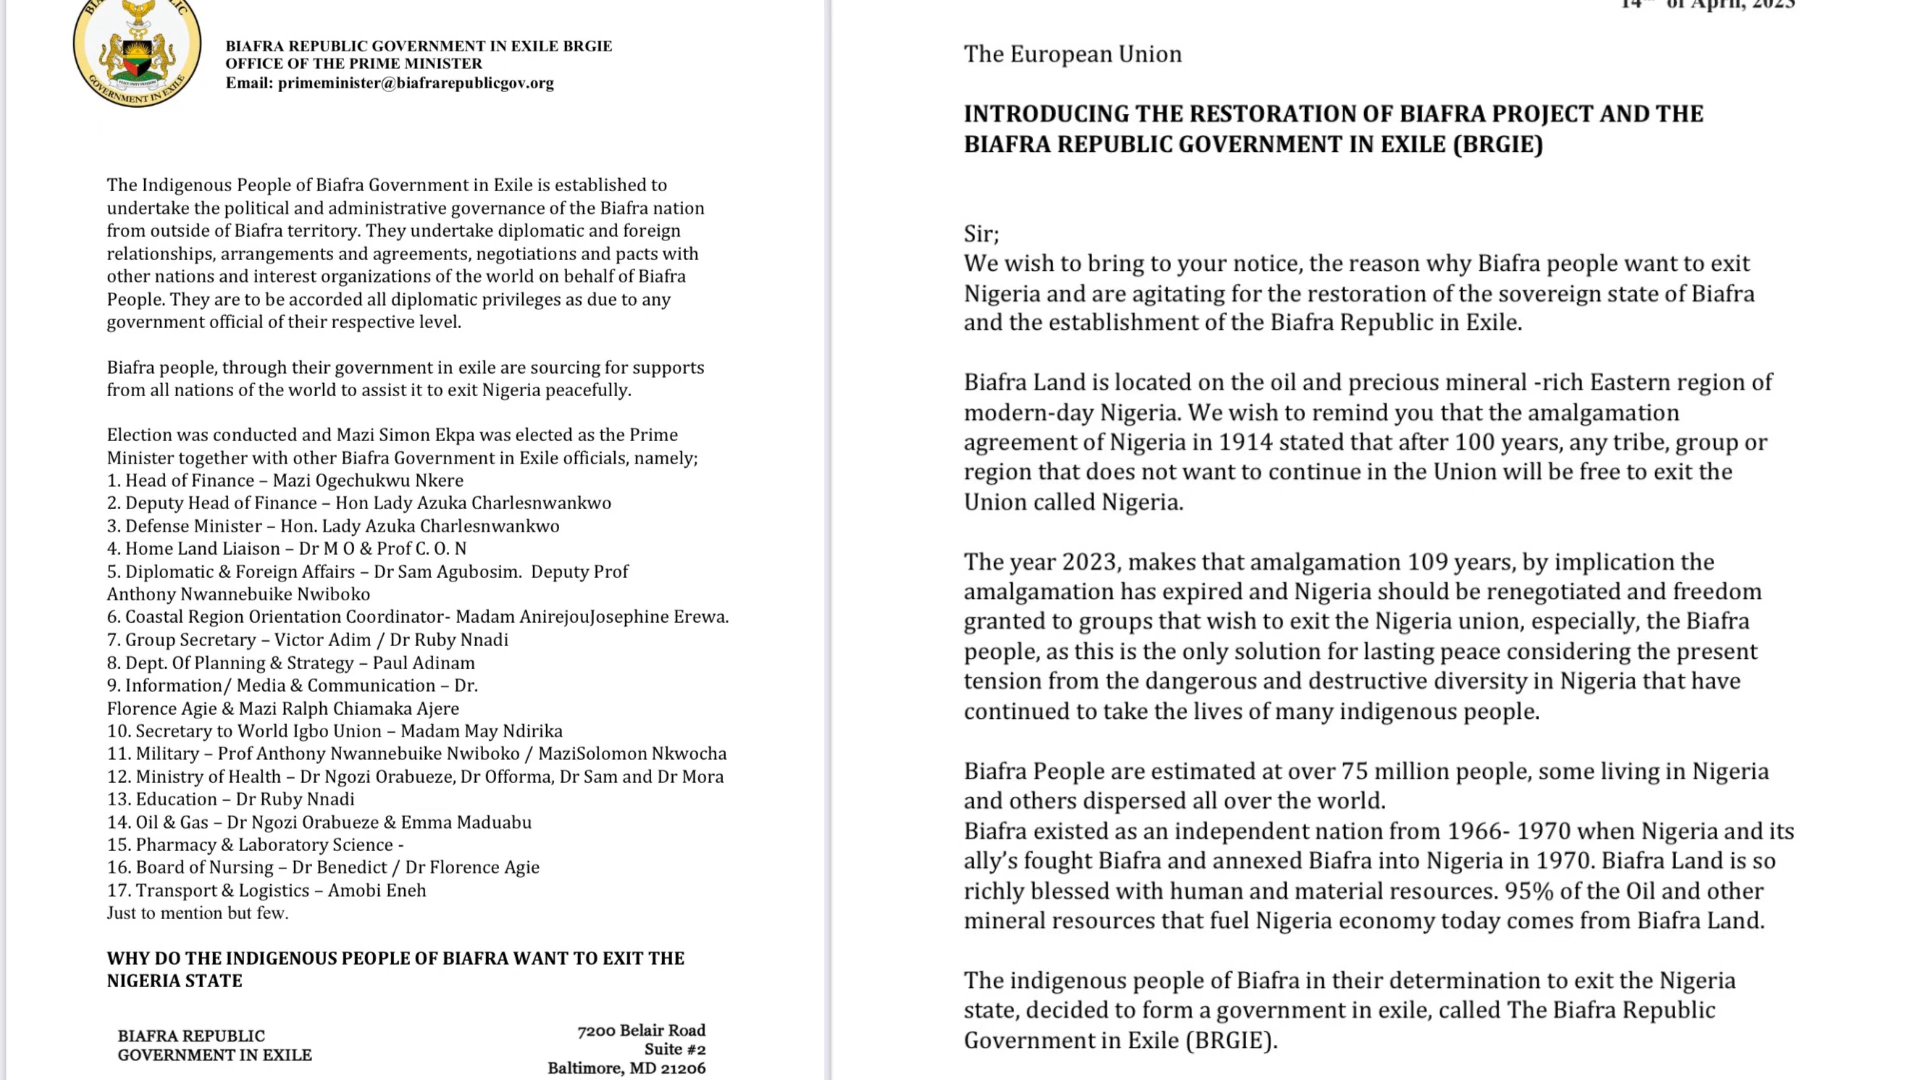 GOVERNMENT IN EXILE
BIAFRA REPUBLIC GOVERNMENT IN EXILE BRGIE
OFFICE OF THE PRIME MINISTER
Email: primeminister@biafrarepublicgov.org
The Indigenous People of Biafra Government in Exile is established to
undertake the political and administrative governance of the Biafra nation
from outside of Biafra territory. They undertake diplomatic and foreign
relationships, arrangements and agreements, negotiations and pacts with
other nations and interest organizations of the world on behalf of Biafra
People. They are to be accorded all diplomatic privileges as due to any
government official of their respective level.
Biafra people, through their government in exile are sourcing for supports
from all nations of the world to assist it to exit Nigeria peacefully.
Election was conducted and Mazi Simon Ekpa was elected as the Prime
Minister together with other Biafra Government in Exile officials, namely;
1. Head of Finance – Mazi Ogechukwu Nkere
2. Deputy Head of Finance – Hon Lady Azuka Charlesnwankwo
3. Defense Minister – Hon. Lady Azuka Charlesnwankwo
4. Home Land Liaison – Dr M O & Prof C. O. N
5. Diplomatic & Foreign Affairs – Dr Sam Agubosim.  Deputy Prof
Anthony Nwannebuike Nwiboko
6. Coastal Region Orientation Coordinator- Madam AnirejouJosephine Erewa.
7. Group Secretary – Victor Adim / Dr Ruby Nnadi
8. Dept. Of Planning & Strategy – Paul Adinam
9. Information/ Media & Communication – Dr.
Florence Agie & Mazi Ralph Chiamaka Ajere
10. Secretary to World Igbo Union – Madam May Ndirika
11. Military – Prof Anthony Nwannebuike Nwiboko / MaziSolomon Nkwocha
12. Ministry of Health – Dr Ngozi Orabueze, Dr Offorma, Dr Sam and Dr Mora
13. Education – Dr Ruby Nnadi
14. Oil & Gas – Dr Ngozi Orabueze & Emma Maduabu
15. Pharmacy & Laboratory Science -
16. Board of Nursing – Dr Benedict / Dr Florence Agie
17. Transport & Logistics – Amobi Eneh
Just to mention but few.
WHY DO THE INDIGENOUS PEOPLE OF BIAFRA WANT TO EXIT THE
NIGERIA STATE
BIAFRA REPUBLIC
GOVERNMENT IN EXILE
7200 Belair Road
Suite #2
Baltimore, MD 21206
14th of April, 2023
The European Union
INTRODUCING THE RESTORATION OF BIAFRA PROJECT AND THE
BIAFRA REPUBLIC GOVERNMENT IN EXILE (BRGIE)
Sir;
We wish to bring to your notice, the reason why Biafra people want to exit
Nigeria and are agitating for the restoration of the sovereign state of Biafra
and the establishment of the Biafra Republic in Exile.
Biafra Land is located on the oil and precious mineral -rich Eastern region of
modern-day Nigeria. We wish to remind you that the amalgamation
agreement of Nigeria in 1914 stated that after 100 years, any tribe, group or
region that does not want to continue in the Union will be free to exit the
Union called Nigeria.
The year 2023, makes that amalgamation 109 years, by implication the
amalgamation has expired and Nigeria should be renegotiated and freedom
granted to groups that wish to exit the Nigeria union, especially, the Biafra
people, as this is the only solution for lasting peace considering the present
tension from the dangerous and destructive diversity in Nigeria that have
continued to take the lives of many indigenous people.
Biafra People are estimated at over 75 million people, some living in Nigeria
and others dispersed all over the world.
Biafra existed as an independent nation from 1966- 1970 when Nigeria and its
ally’s fought Biafra and annexed Biafra into Nigeria in 1970. Biafra Land is so
richly blessed with human and material resources. 95% of the Oil and other
mineral resources that fuel Nigeria economy today comes from Biafra Land.
The indigenous people of Biafra in their determination to exit the Nigeria
state, decided to form a government in exile, called The Biafra Republic
Government in Exile (BRGIE).